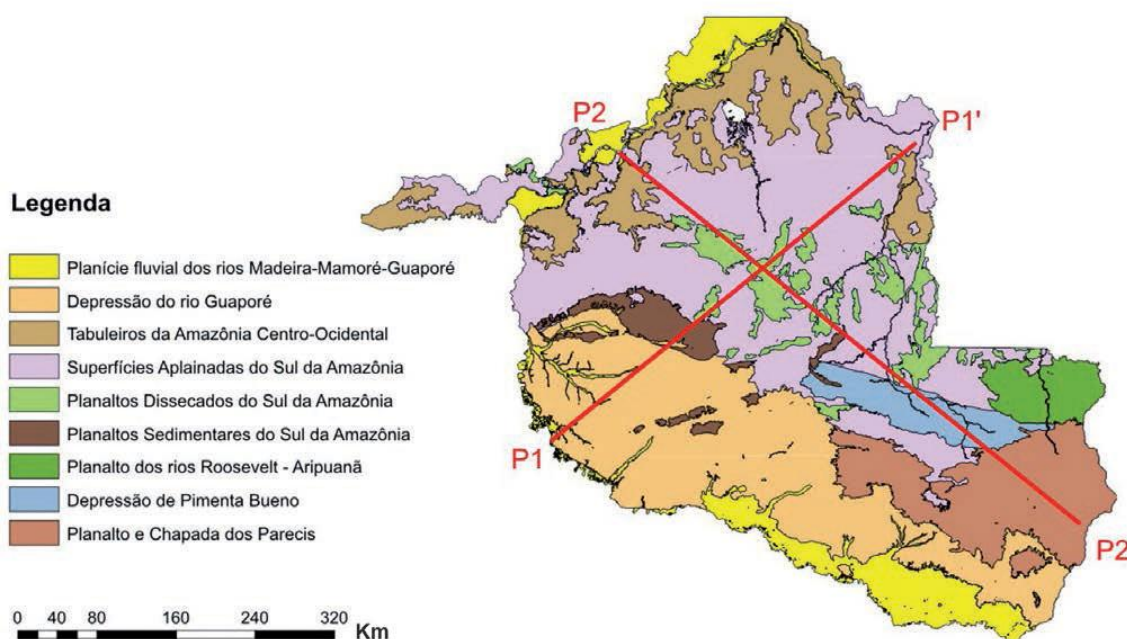 P2
P1'
Legenda
Planície fluvial dos rios Madeira-Mamoré-Guaporé
Depressão do rio Guaporé
Tabuleiros da Amazônia Centro-Ocidental
Superfícies Aplainadas do Sul da Amazônia
Planaltos Dissecados do Sul da Amazônia
Planaltos Sedimentares do Sul da Amazônia
Planalto dos rios Roosevelt - Aripuanã
Depressão de Pimenta Bueno
Planalto e Chapada dos Parecis
P1
P2
0 40 80 160 240 320
Km